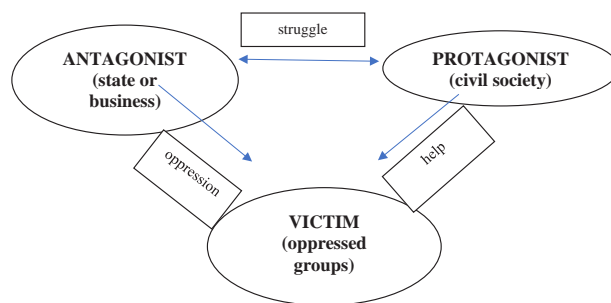 struggle
ANTAGONIST
(state or
business)
PROTAGONIST
(civil society)
oppression
help
VICTIM
(oppressed
groups)